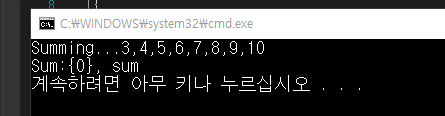 8
C:₩WINDOWS₩system32₩cmd.exe
Summing...3,4,5,6,7,8,9,10
Sum:{0}, sum
계속하려면 아무 키나 누르십시오 . . .